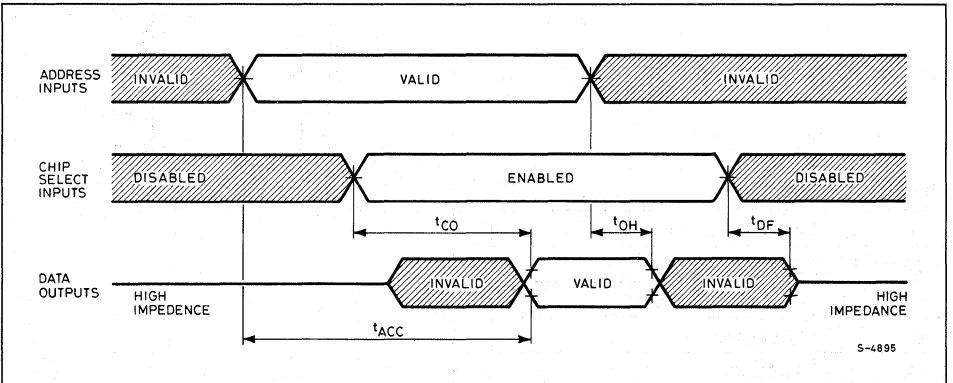 ADDRESS
INPUTS
INVALID
VALID
INVALID
CHIP
SELECT
INPUTS
DISABLED
ENABLED
DISABLED
tCO
tOH
tDF
DATA
OUTPUTS
HIGH
IMPEDENCE
INVALID
VALID
INVALID
HIGH
IMPEDANCE
tACC
S-4895